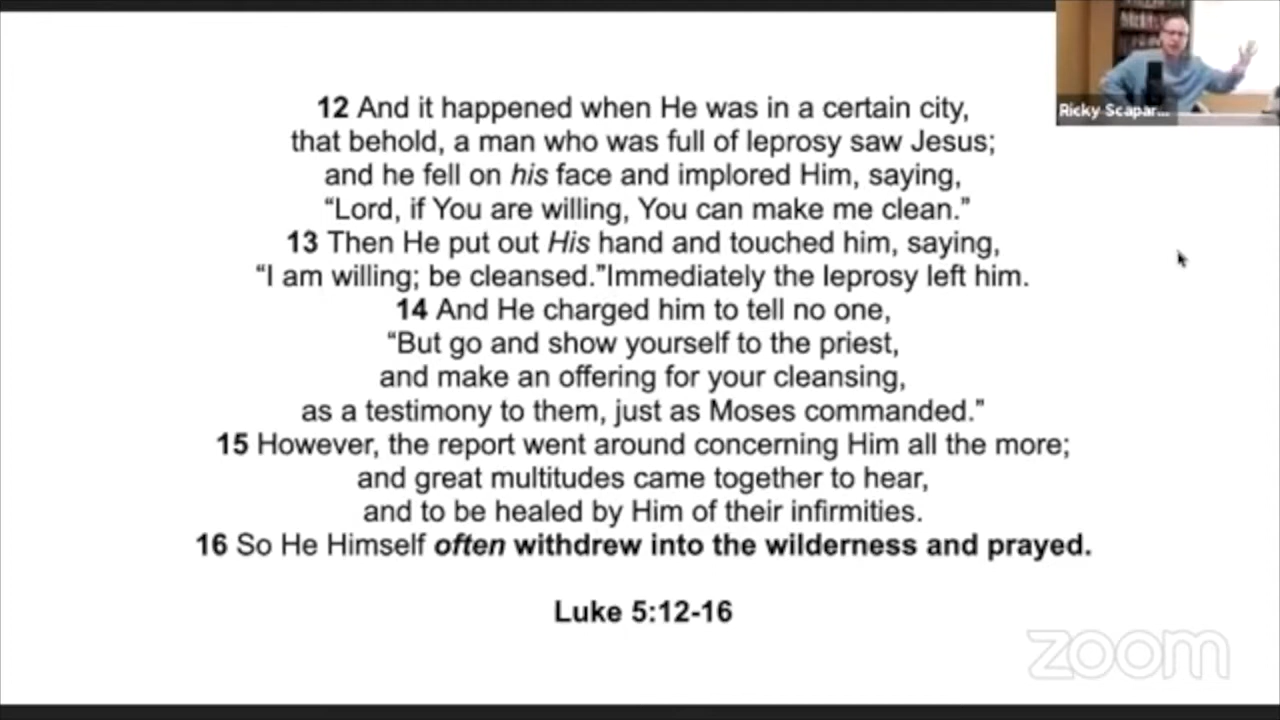 Ricky Scapar...
12 And it happened when He was in a certain city,
that behold, a man who was full of leprosy saw Jesus;
and he fell on his face and implored Him, saying,
“Lord, if You are willing, You can make me clean.”
13 Then He put out His hand and touched him, saying,
“I am willing; be cleansed.”Immediately the leprosy left him.
14 And He charged him to tell no one,
“But go and show yourself to the priest,
and make an offering for your cleansing,
as a testimony to them, just as Moses commanded.”
15 However, the report went around concerning Him all the more;
and great multitudes came together to hear,
and to be healed by Him of their infirmities.
16 So He Himself often withdrew into the wilderness and prayed.
Luke 5:12-16
zoom